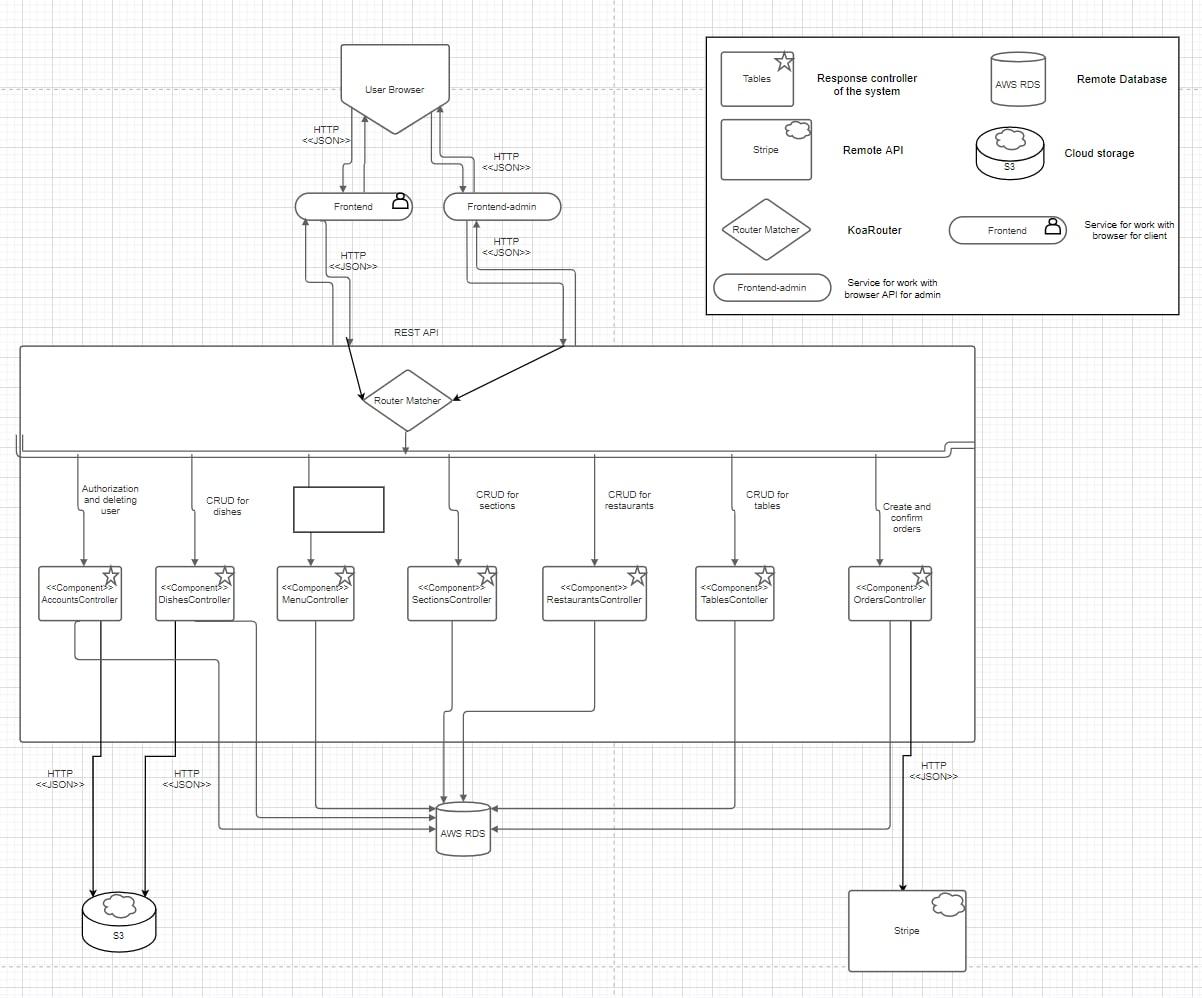 User Browser
HTTP
<<JSON>>
HTTP
<<JSON>>
Frontend
Frontend-admin
HTTP
<<JSON>>
HTTP
<<JSON>>
REST API
Tables
Response controller
of the system
AWS RDS
Remote Database
Stripe
Remote API
S3
Cloud storage
Router Matcher
KoaRouter
Frontend
Service for work with
browser for client
Frontend-admin
Service for work with
browser API for admin
Router Matcher
Authorization
and deleting
user
CRUD for
dishes
CRUD for
sections
CRUD for
restaurants
CRUD for
tables
Create and
confirm
orders
<<Component>>
AccountsController
<<Component>>
DishesController
<<Component>>
MenuController
<<Component>>
SectionsController
<<Component>>
RestaurantsController
<<Component>>
TablesContoller
<<Component>>
OrdersController
HTTP
<<JSON>>
HTTP
<<JSON>>
HTTP
<<JSON>>
AWS RDS
S3
Stripe